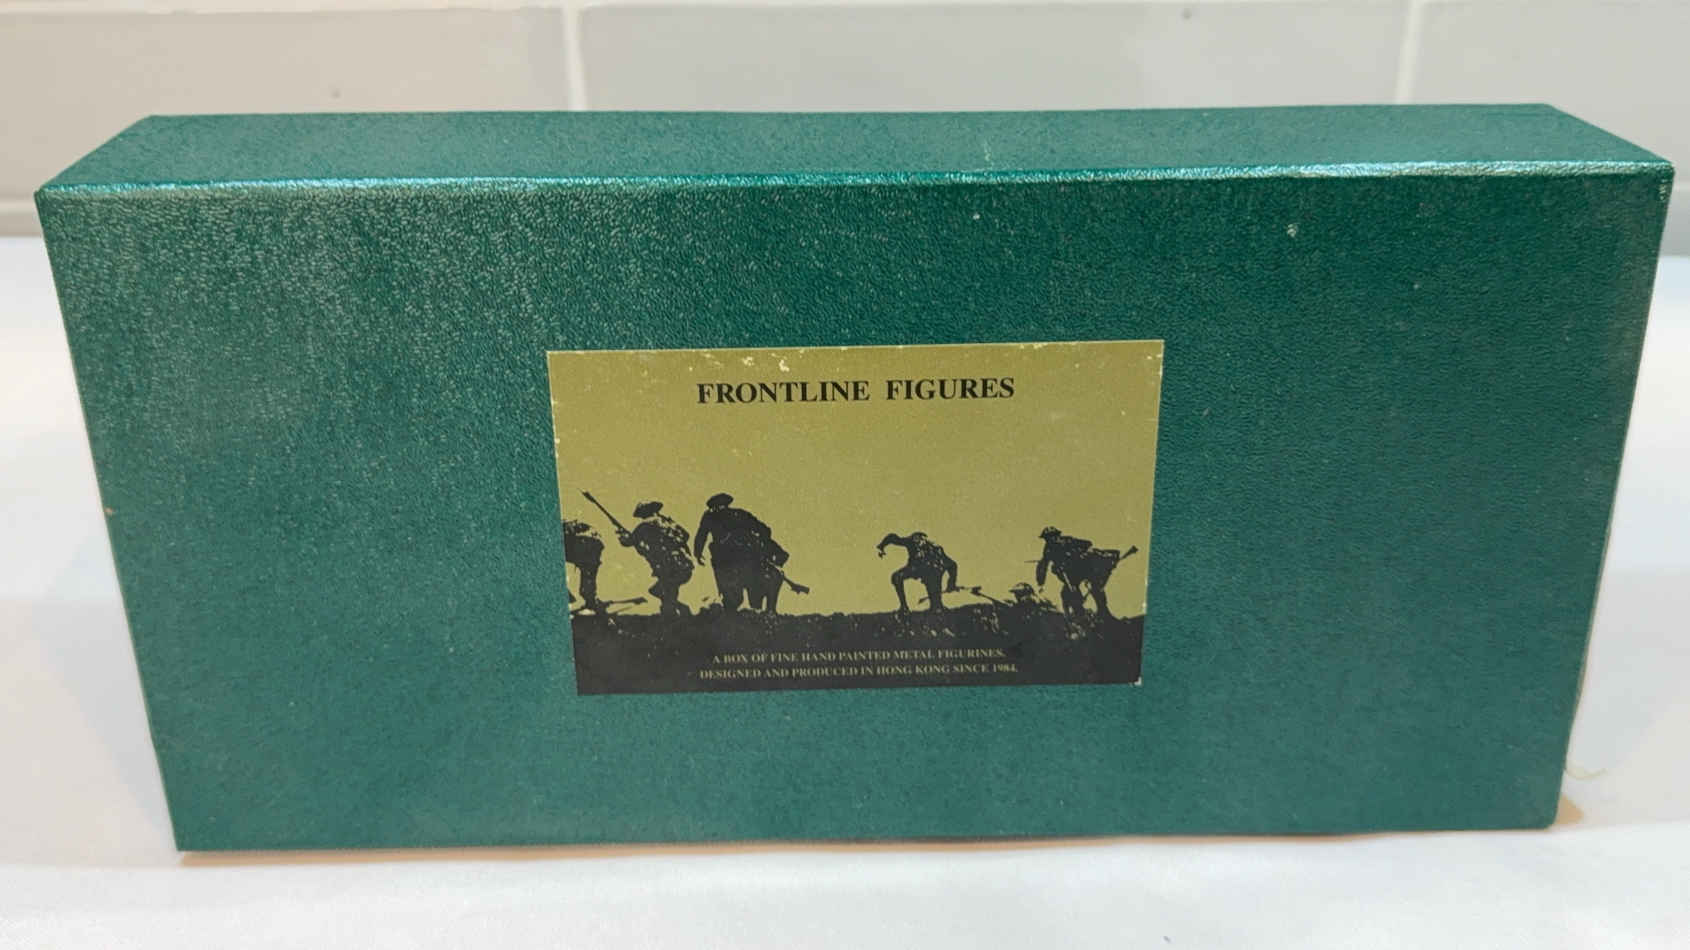 FRONTLINE FIGURES
A BOX OF FINE HAND PAINTED METAL FIGURINES.
DESIGNED AND PRODUCED IN HONG KONG SINCE 1984.